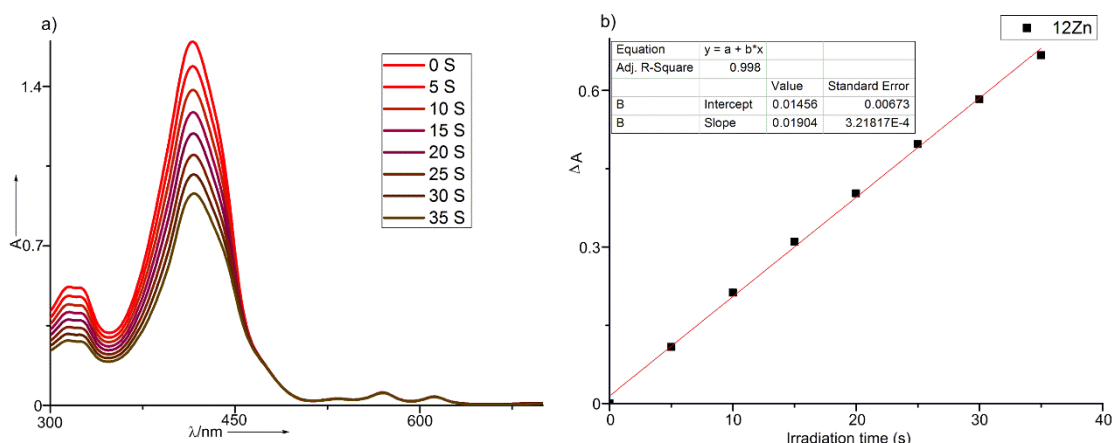 a)
0 S
5 S
10 S
15 S
20 S
25 S
30 S
35 S
1.4
0.7
0
A
300
450
600
λ/nm
b)
12Zn
Equation y = a + b*x
Adj. R-Square 0.998
Value Standard Error
B Intercept 0.01456 0.00673
B Slope 0.01904 3.21817E-4
0.6
0.3
0.0
ΔA
0 10 20 30 40
Irradiation time (s)